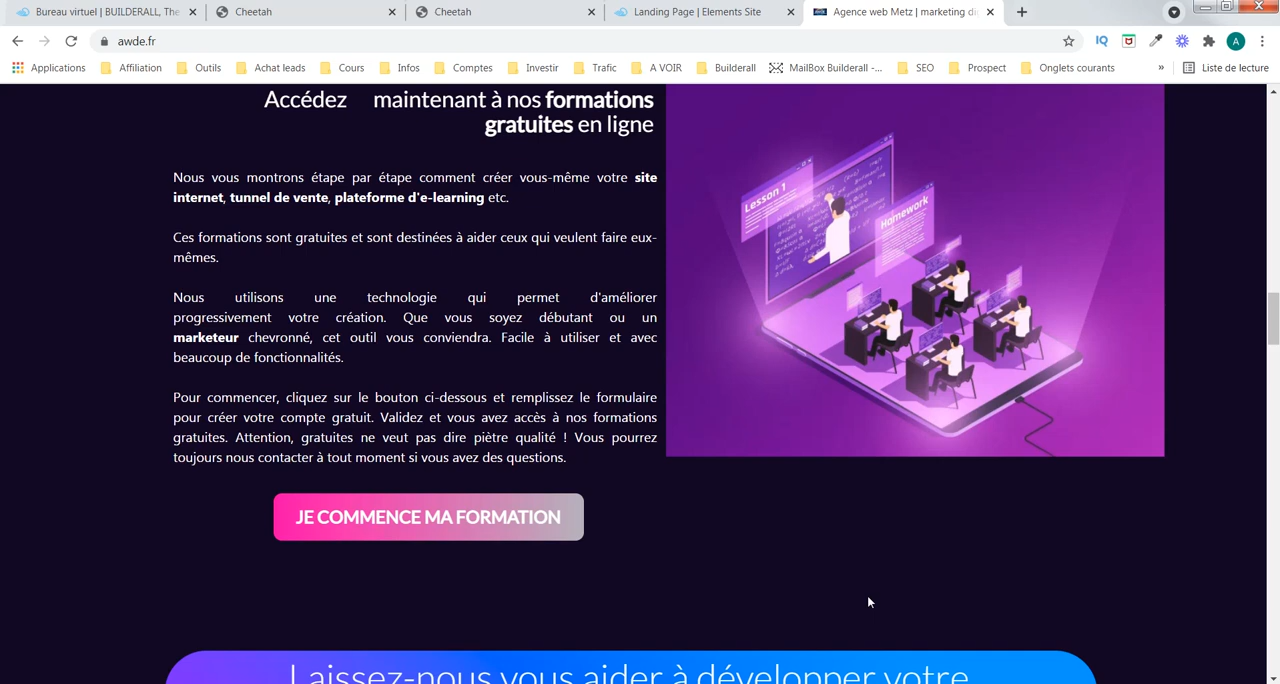 Bureau virtuel | BUILDERALL, The
Cheetah
Cheetah
Landing Page | Elements Site
Agence web Metz | marketing di
awde.fr
IQ
A
Applications
Affiliation
Outils
Achat leads
Cours
Infos
Comptes
Investir
Trafic
A VOIR
Builderall
MailBox Builderall -...
SEO
Prospect
Onglets courants
»
Liste de lecture
Accédez maintenant à nos formations
gratuites en ligne
Nous vous montrons étape par étape comment créer vous-même votre site
internet, tunnel de vente, plateforme d'e-learning etc.
Ces formations sont gratuites et sont destinées à aider ceux qui veulent faire eux-
mêmes.
Nous utilisons une technologie qui permet d'améliorer
progressivement votre création. Que vous soyez débutant ou un
marketeur chevronné, cet outil vous conviendra. Facile à utiliser et avec
beaucoup de fonctionnalités.
Pour commencer, cliquez sur le bouton ci-dessous et remplissez le formulaire
pour créer votre compte gratuit. Validez et vous avez accès à nos formations
gratuites. Attention, gratuites ne veut pas dire piètre qualité ! Vous pourrez
toujours nous contacter à tout moment si vous avez des questions.
JE COMMENCE MA FORMATION
Lesson 1
Homework
Laissez-nous vous aider à développer votre